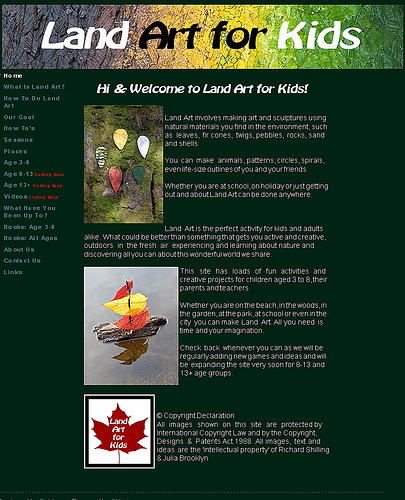 Land Art for Kids
Home
What Is Land Art?
How To Do Land
Art
Our Goal
How To's
Seasons
Places
Age 3-8
Age 8-13 Coming Soon
Age 13+ Coming Soon
Videos Coming Soon
What Have You
Been Up To?
Books: Age 3-8
Books: All Ages
About Us
Contact Us
Links
Hi & Welcome to Land Art for Kids!
Land Art involves making art and sculptures using
natural materials you find in the environment, such
as leaves, fir cones, twigs, pebbles, rocks, sand
and shells.
You can make animals, patterns, circles, spirals,
even life-size outlines of you and your friends.
Whether you are at school, on holiday or just getting
out and about Land Art can be done anywhere.
Land Art is the perfect activity for kids and adults
alike. What could be better than something that gets you active and creative,
outdoors in the fresh air experiencing and learning about nature and
discovering all you can about this wonderful world we share.
This site has loads of fun activities and
creative projects for children aged 3 to 8, their
parents and teachers.
Whether you are on the beach, in the woods, in
the garden, at the park, at school or even in the
city you can make Land Art. All you need is
time and your imagination.
Check back whenever you can as we will be
regularly adding new games and ideas and will
be expanding the site very soon for 8-13 and
13+ age groups.
Land
Art
for
Kids
© Copyright Declaration
All images shown on this site are protected by
International Copyright Law and by the Copyright,
Designs & Patents Act 1988. All images, text and
ideas are the 'intellectual property' of Richard Shilling
& Julia Brooklyn